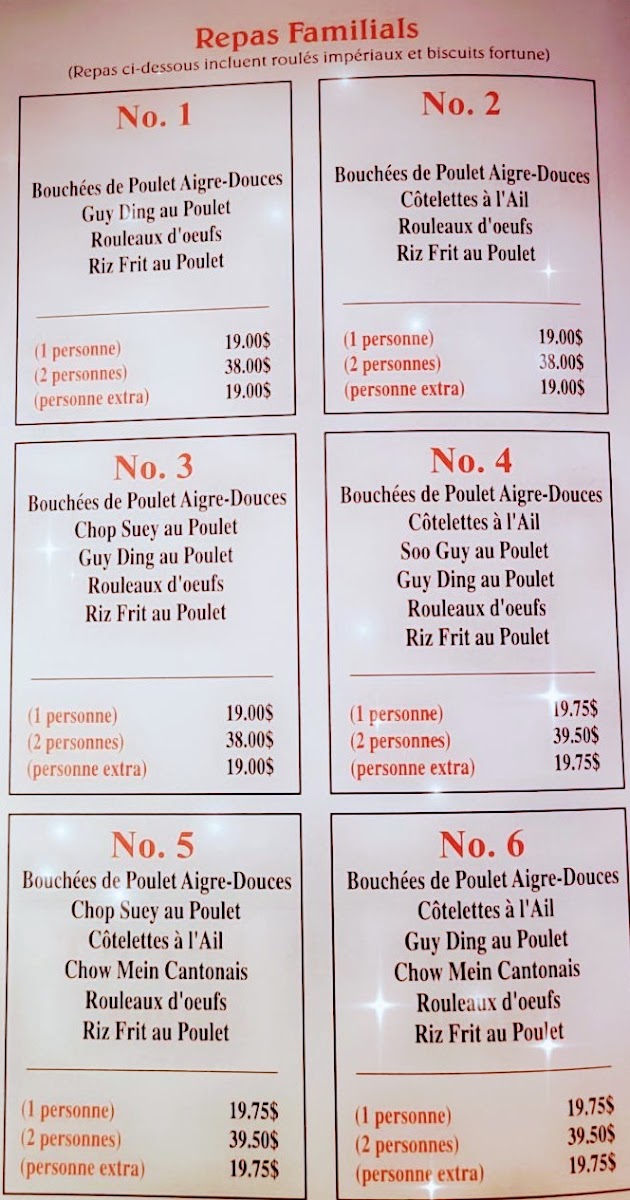 Repas Familials
(Repas ci-dessous incluent roulés impériaux et biscuits fortune)
No. 1
Bouchées de Poulet Aigre-Douces
Guy Ding au Poulet
Rouleaux d'oeufs
Riz Frit au Poulet
(1 personne) 19.00$
(2 personnes) 38.00$
(personne extra) 19.00$
No. 2
Bouchées de Poulet Aigre-Douces
Côtelettes à l'Ail
Rouleaux d'oeufs
Riz Frit au Poulet
(1 personne) 19.00$
(2 personnes) 38.00$
(personne extra) 19.00$
No. 3
Bouchées de Poulet Aigre-Douces
Chop Suey au Poulet
Guy Ding au Poulet
Rouleaux d'oeufs
Riz Frit au Poulet
(1 personne) 19.00$
(2 personnes) 38.00$
(personne extra) 19.00$
No. 4
Bouchées de Poulet Aigre-Douces
Côtelettes à l'Ail
Soo Guy au Poulet
Guy Ding au Poulet
Rouleaux d'oeufs
Riz Frit au Poulet
(1 personne) 19.75$
(2 personnes) 39.50$
(personne extra) 19.75$
No. 5
Bouchées de Poulet Aigre-Douces
Chop Suey au Poulet
Côtelettes à l'Ail
Chow Mein Cantonais
Rouleaux d'oeufs
Riz Frit au Poulet
(1 personne) 19.75$
(2 personnes) 39.50$
(personne extra) 19.75$
No. 6
Bouchées de Poulet Aigre-Douces
Côtelettes à l'Ail
Guy Ding au Poulet
Chow Mein Cantonais
Rouleaux d'oeufs
Riz Frit au Poulet
(1 personne) 19.75$
(2 personnes) 39.50$
(personne extra) 19.75$